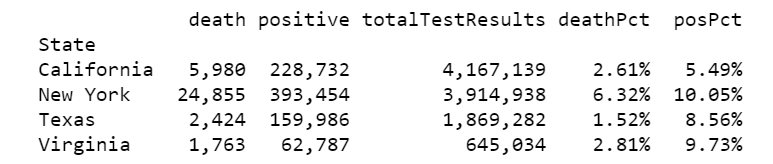 death positive totalTestResults deathPct posPct
State
California 5,980 228,732 4,167,139 2.61% 5.49%
New York 24,855 393,454 3,914,938 6.32% 10.05%
Texas 2,424 159,986 1,869,282 1.52% 8.56%
Virginia 1,763 62,787 645,034 2.81% 9.73%